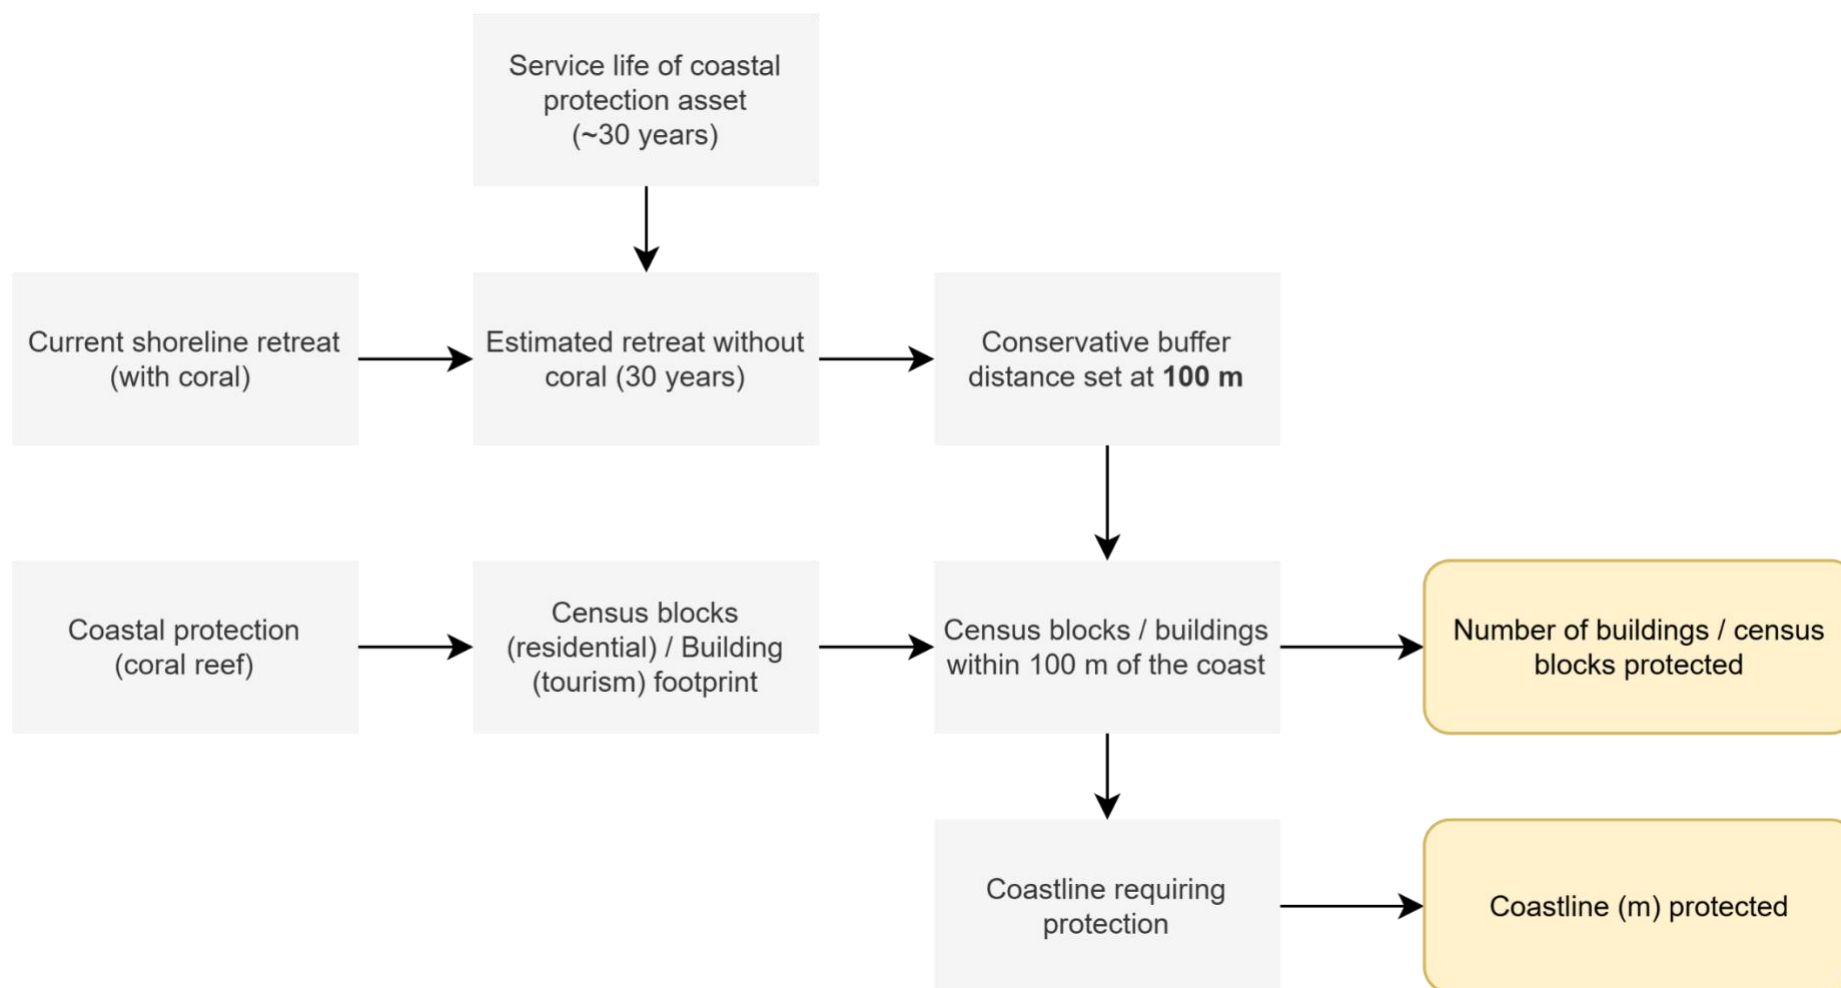 Service life of coastal
protection asset
(~30 years)
Current shoreline retreat
(with coral)
Estimated retreat without
coral (30 years)
Conservative buffer
distance set at 100 m
Coastal protection
(coral reef)
Census blocks
(residential) / Building
(tourism) footprint
Census blocks / buildings
within 100 m of the coast
Number of buildings / census
blocks protected
Coastline requiring
protection
Coastline (m) protected